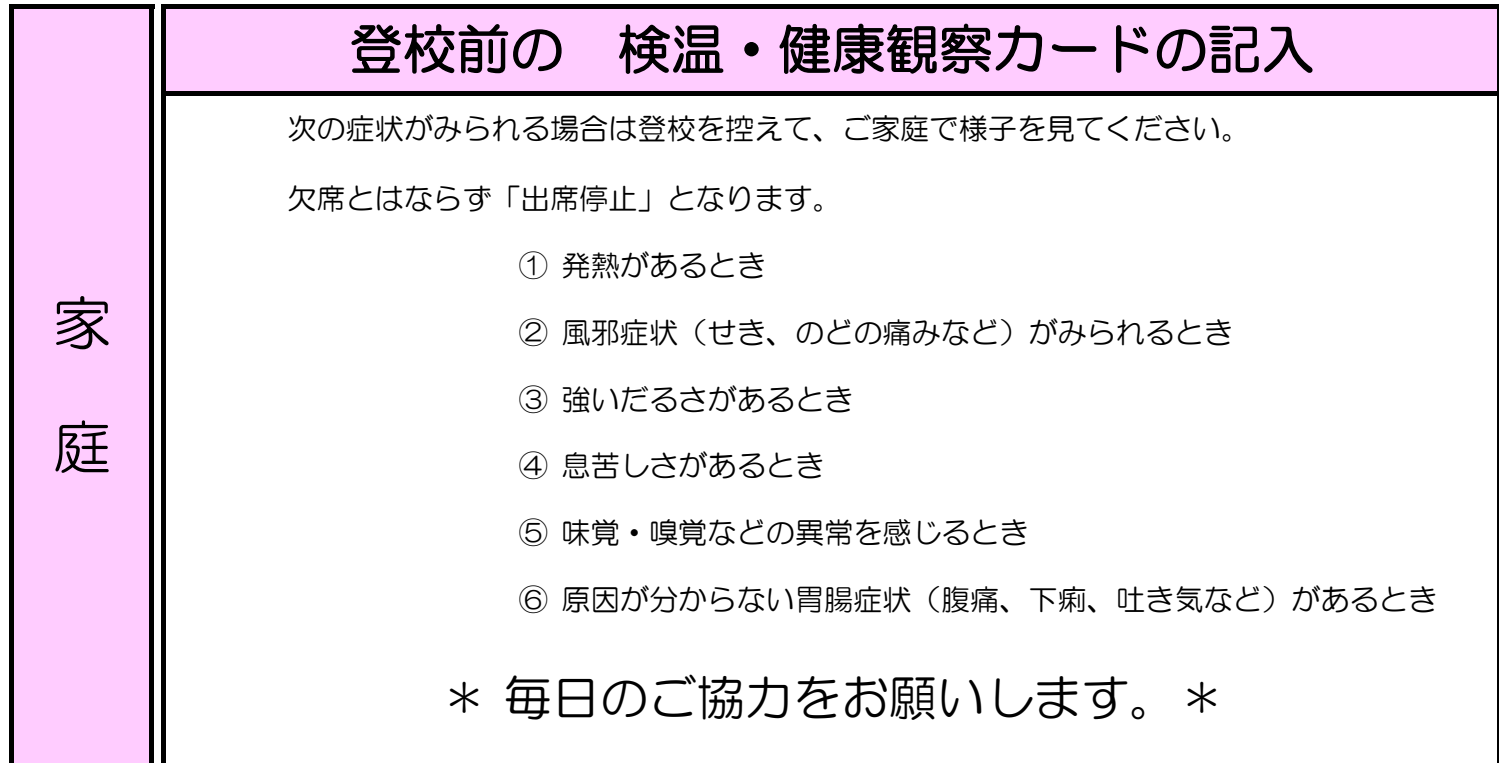 家庭
登校前の　検温・健康観察カードの記入
次の症状がみられる場合は登校を控えて、ご家庭で様子を見てください。
欠席とはならず「出席停止」となります。
① 発熱があるとき
② 風邪症状（せき、のどの痛みなど）がみられるとき
③ 強いだるさがあるとき
④ 息苦しさがあるとき
⑤ 味覚・嗅覚などの異常を感じるとき
⑥ 原因が分からない胃腸症状（腹痛、下痢、吐き気など）があるとき
＊ 毎日のご協力をお願いします。＊